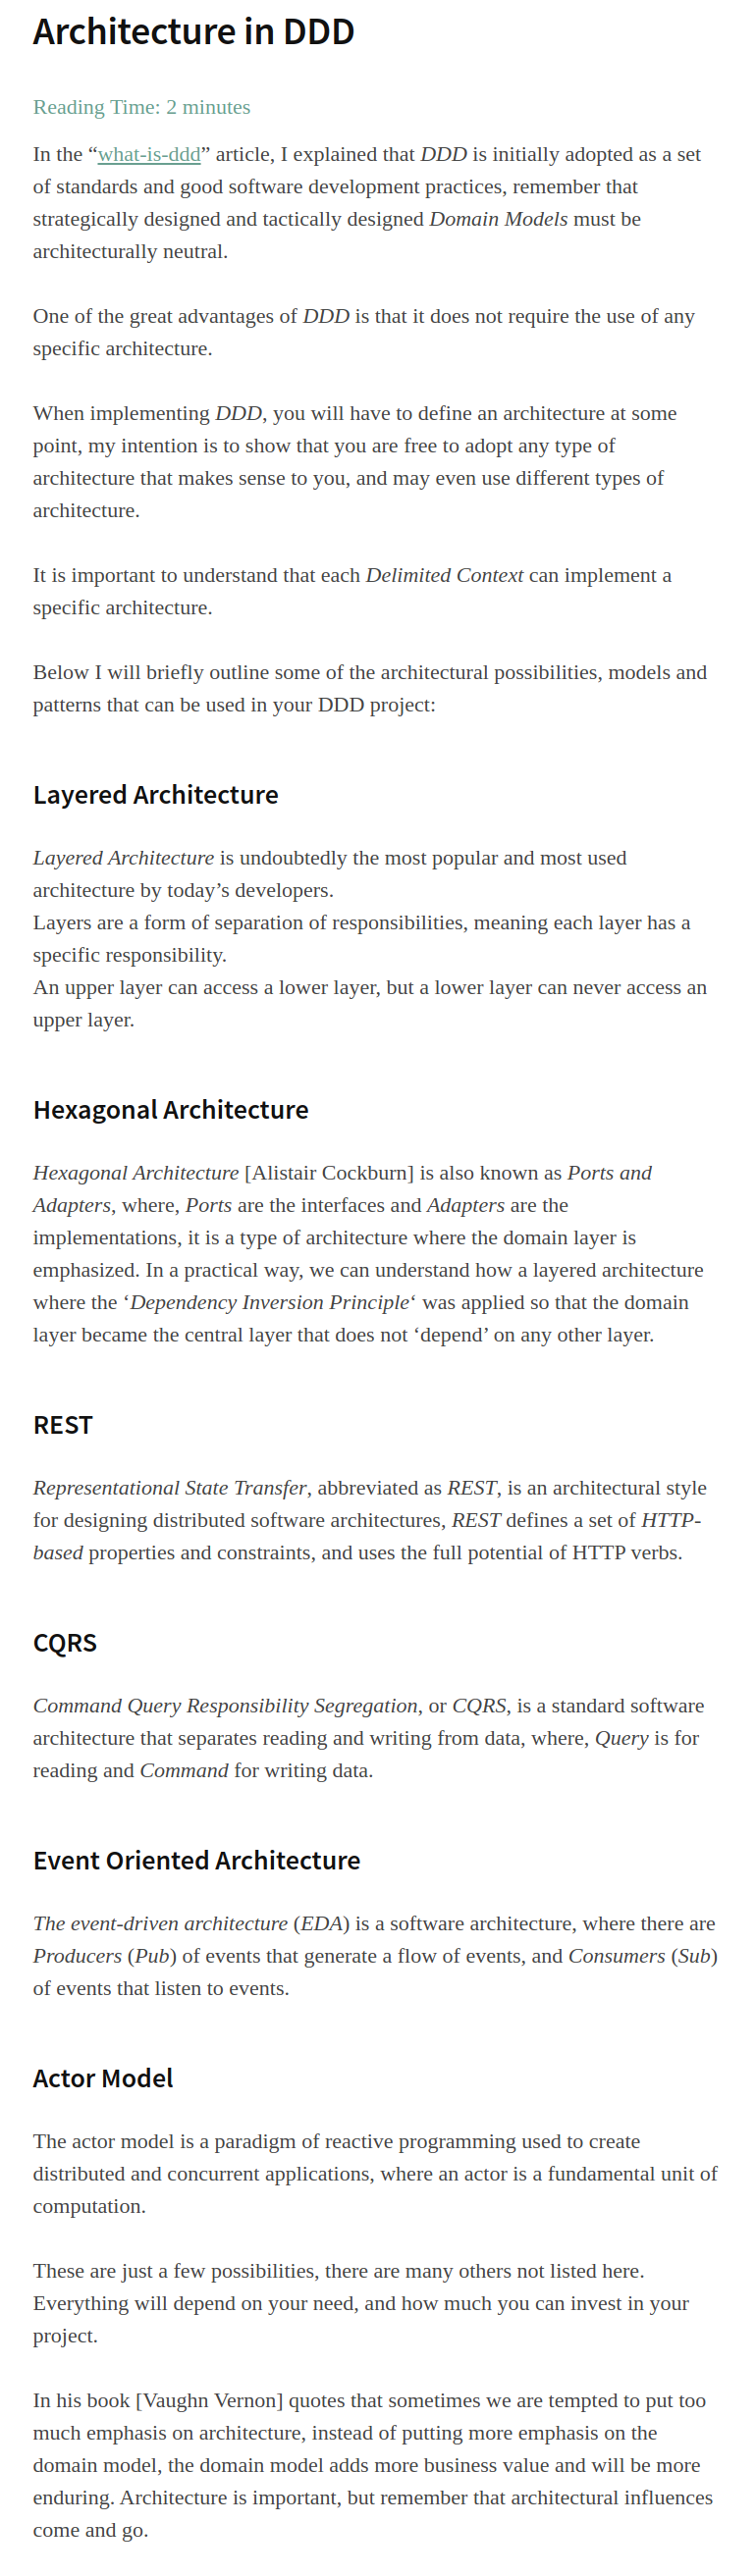 Architecture in DDD
Reading Time: 2 minutes
In the “what-is-ddd” article, I explained that DDD is initially adopted as a set
of standards and good software development practices, remember that
strategically designed and tactically designed Domain Models must be
architecturally neutral.
One of the great advantages of DDD is that it does not require the use of any
specific architecture.
When implementing DDD, you will have to define an architecture at some
point, my intention is to show that you are free to adopt any type of
architecture that makes sense to you, and may even use different types of
architecture.
It is important to understand that each Delimited Context can implement a
specific architecture.
Below I will briefly outline some of the architectural possibilities, models and
patterns that can be used in your DDD project:
Layered Architecture
Layered Architecture is undoubtedly the most popular and most used
architecture by today’s developers.
Layers are a form of separation of responsibilities, meaning each layer has a
specific responsibility.
An upper layer can access a lower layer, but a lower layer can never access an
upper layer.
Hexagonal Architecture
Hexagonal Architecture [Alistair Cockburn] is also known as Ports and
Adapters, where, Ports are the interfaces and Adapters are the
implementations, it is a type of architecture where the domain layer is
emphasized. In a practical way, we can understand how a layered architecture
where the ‘Dependency Inversion Principle‘ was applied so that the domain
layer became the central layer that does not ‘depend’ on any other layer.
REST
Representational State Transfer, abbreviated as REST, is an architectural style
for designing distributed software architectures, REST defines a set of HTTP-
based properties and constraints, and uses the full potential of HTTP verbs.
CQRS
Command Query Responsibility Segregation, or CQRS, is a standard software
architecture that separates reading and writing from data, where, Query is for
reading and Command for writing data.
Event Oriented Architecture
The event-driven architecture (EDA) is a software architecture, where there are
Producers (Pub) of events that generate a flow of events, and Consumers (Sub)
of events that listen to events.
Actor Model
The actor model is a paradigm of reactive programming used to create
distributed and concurrent applications, where an actor is a fundamental unit of
computation.
These are just a few possibilities, there are many others not listed here.
Everything will depend on your need, and how much you can invest in your
project.
In his book [Vaughn Vernon] quotes that sometimes we are tempted to put too
much emphasis on architecture, instead of putting more emphasis on the
domain model, the domain model adds more business value and will be more
enduring. Architecture is important, but remember that architectural influences
come and go.